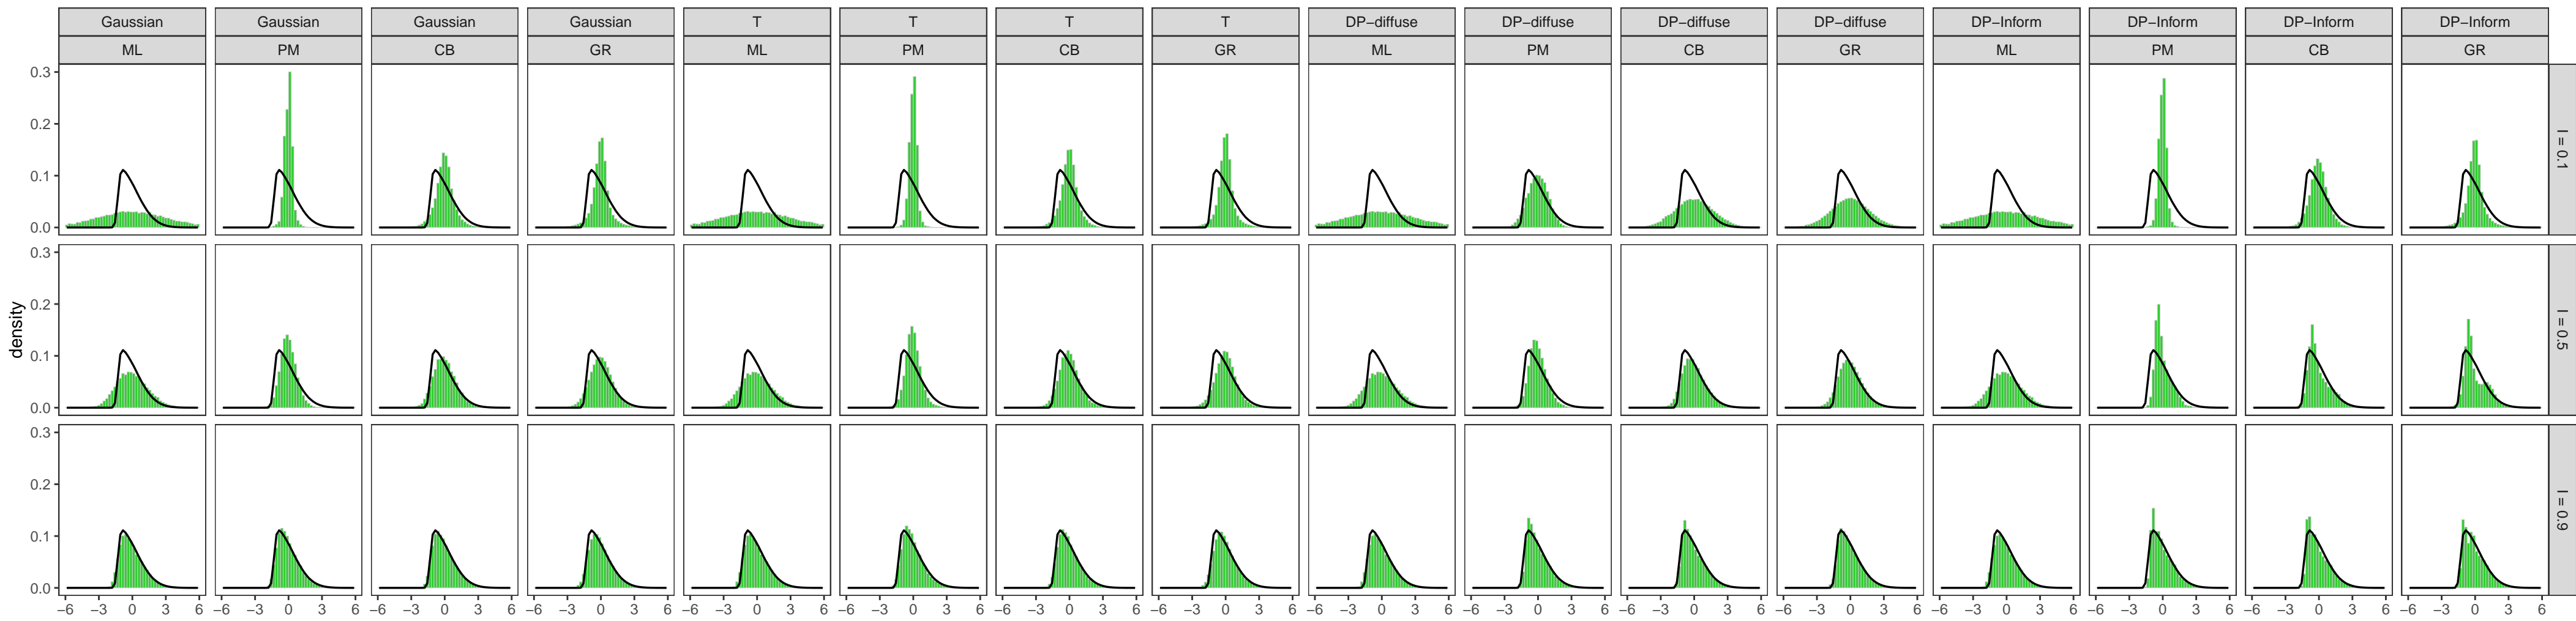 Gaussian Gaussian Gaussian Gaussian T T T T DP−diffuse DP−diffuse DP−diffuse DP−diffuse DP−Inform DP−Inform DP−Inform DP−Inform
ML PM CB GR ML PM CB GR ML PM CB GR ML PM CB GR
0.3
0.2
0.1
0.0
I = 0.1
density
0.3
0.2
0.1
0.0
I = 0.5
0.3
0.2
0.1
0.0
I = 0.9
−6 −3 0 3 6 −6 −3 0 3 6 −6 −3 0 3 6 −6 −3 0 3 6 −6 −3 0 3 6 −6 −3 0 3 6 −6 −3 0 3 6 −6 −3 0 3 6 −6 −3 0 3 6 −6 −3 0 3 6 −6 −3 0 3 6 −6 −3 0 3 6 −6 −3 0 3 6 −6 −3 0 3 6 −6 −3 0 3 6 −6 −3 0 3 6